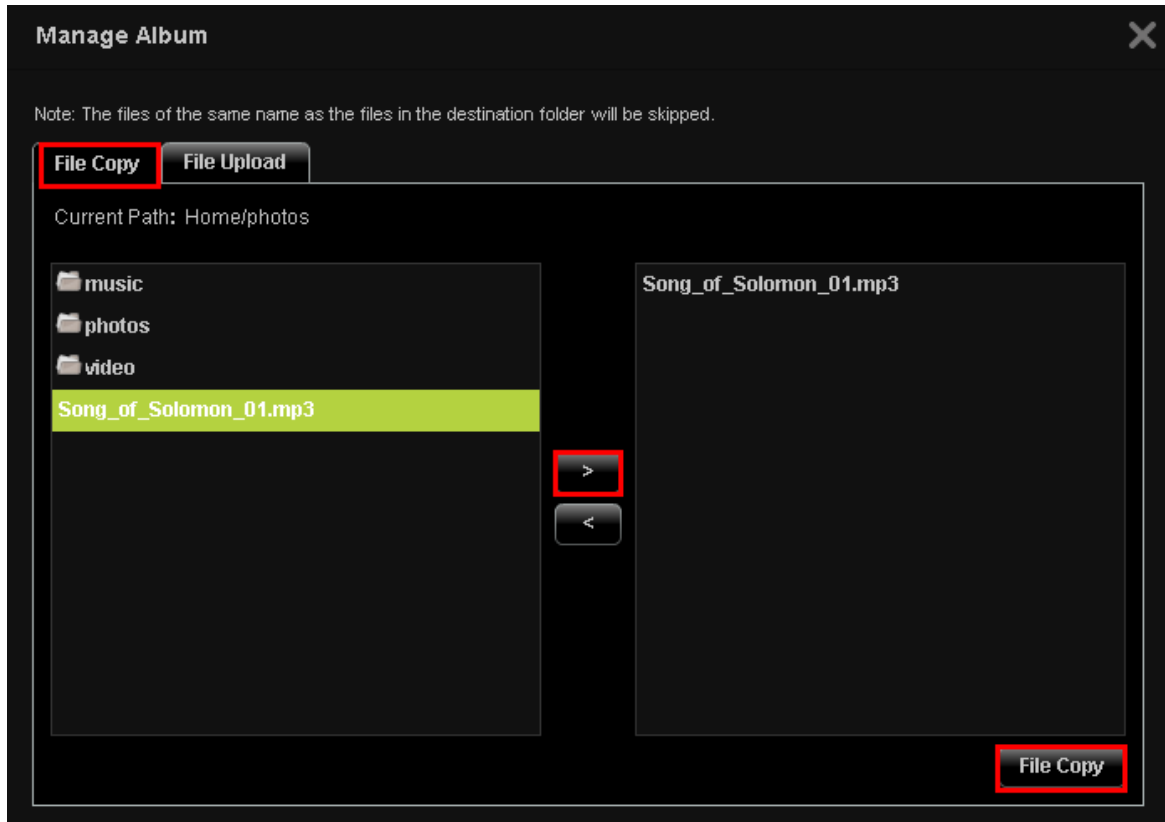 Manage Album
Note: The files of the same name as the files in the destination folder will be skipped.
File Copy
File Upload
Current Path: Home/photos
music
photos
video
Song_of_Solomon_01.mp3
>
<
Song_of_Solomon_01.mp3
File Copy